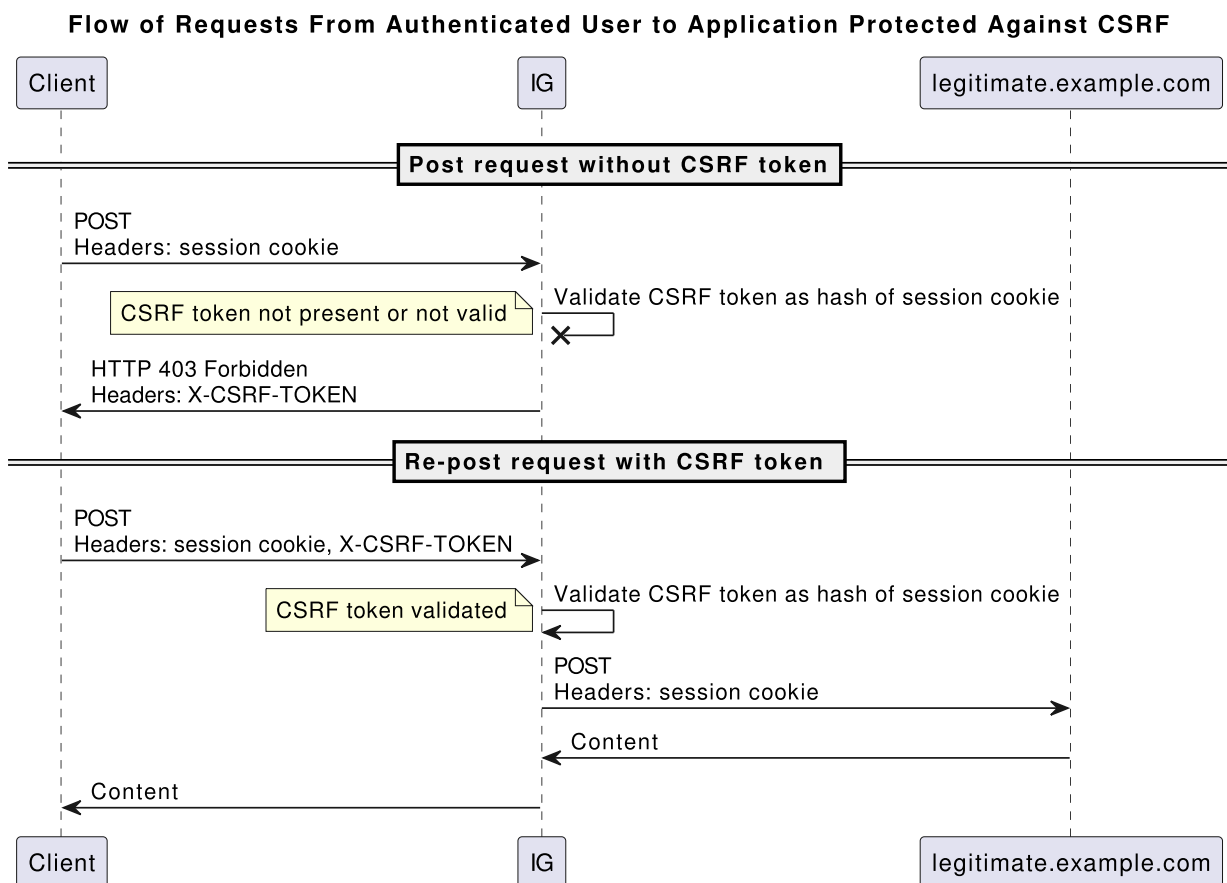 Flow of Requests From Authenticated User to Application Protected Against CSRF
Client
IG
legitimate.example.com
Post request without CSRF token
POST
Headers: session cookie
CSRF token not present or not valid
Validate CSRF token as hash of session cookie
HTTP 403 Forbidden
Headers: X-CSRF-TOKEN
Re-post request with CSRF token
POST
Headers: session cookie, X-CSRF-TOKEN
CSRF token validated
Validate CSRF token as hash of session cookie
POST
Headers: session cookie
Content
Content
Client
IG
legitimate.example.com